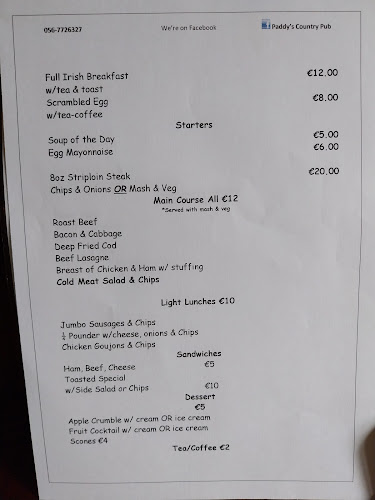 056-7726327 We're on Facebook Paddy's Country Pub
Full Irish Breakfast €12.00
w/tea & toast
Scrambled Egg €8.00
w/tea-coffee
Starters
Soup of the Day €5.00
Egg Mayonnaise €6.00
8oz Striploin Steak €20.00
Chips & Onions OR Mash & Veg
Main Course All €12
*Served with mash & veg
Roast Beef
Bacon & Cabbage
Deep Fried Cod
Beef Lasagne
Breast of Chicken & Ham w/ stuffing
Cold Meat Salad & Chips
Light Lunches €10
Jumbo Sausages & Chips
¼ Pounder w/cheese, onions & Chips
Chicken Goujons & Chips
Sandwiches
Ham, Beef, Cheese €5
Toasted Special
w/Side Salad or Chips €10
Dessert
€5
Apple Crumble w/ cream OR ice cream
Fruit Cocktail w/ cream OR ice cream
Scones €4
Tea/Coffee €2